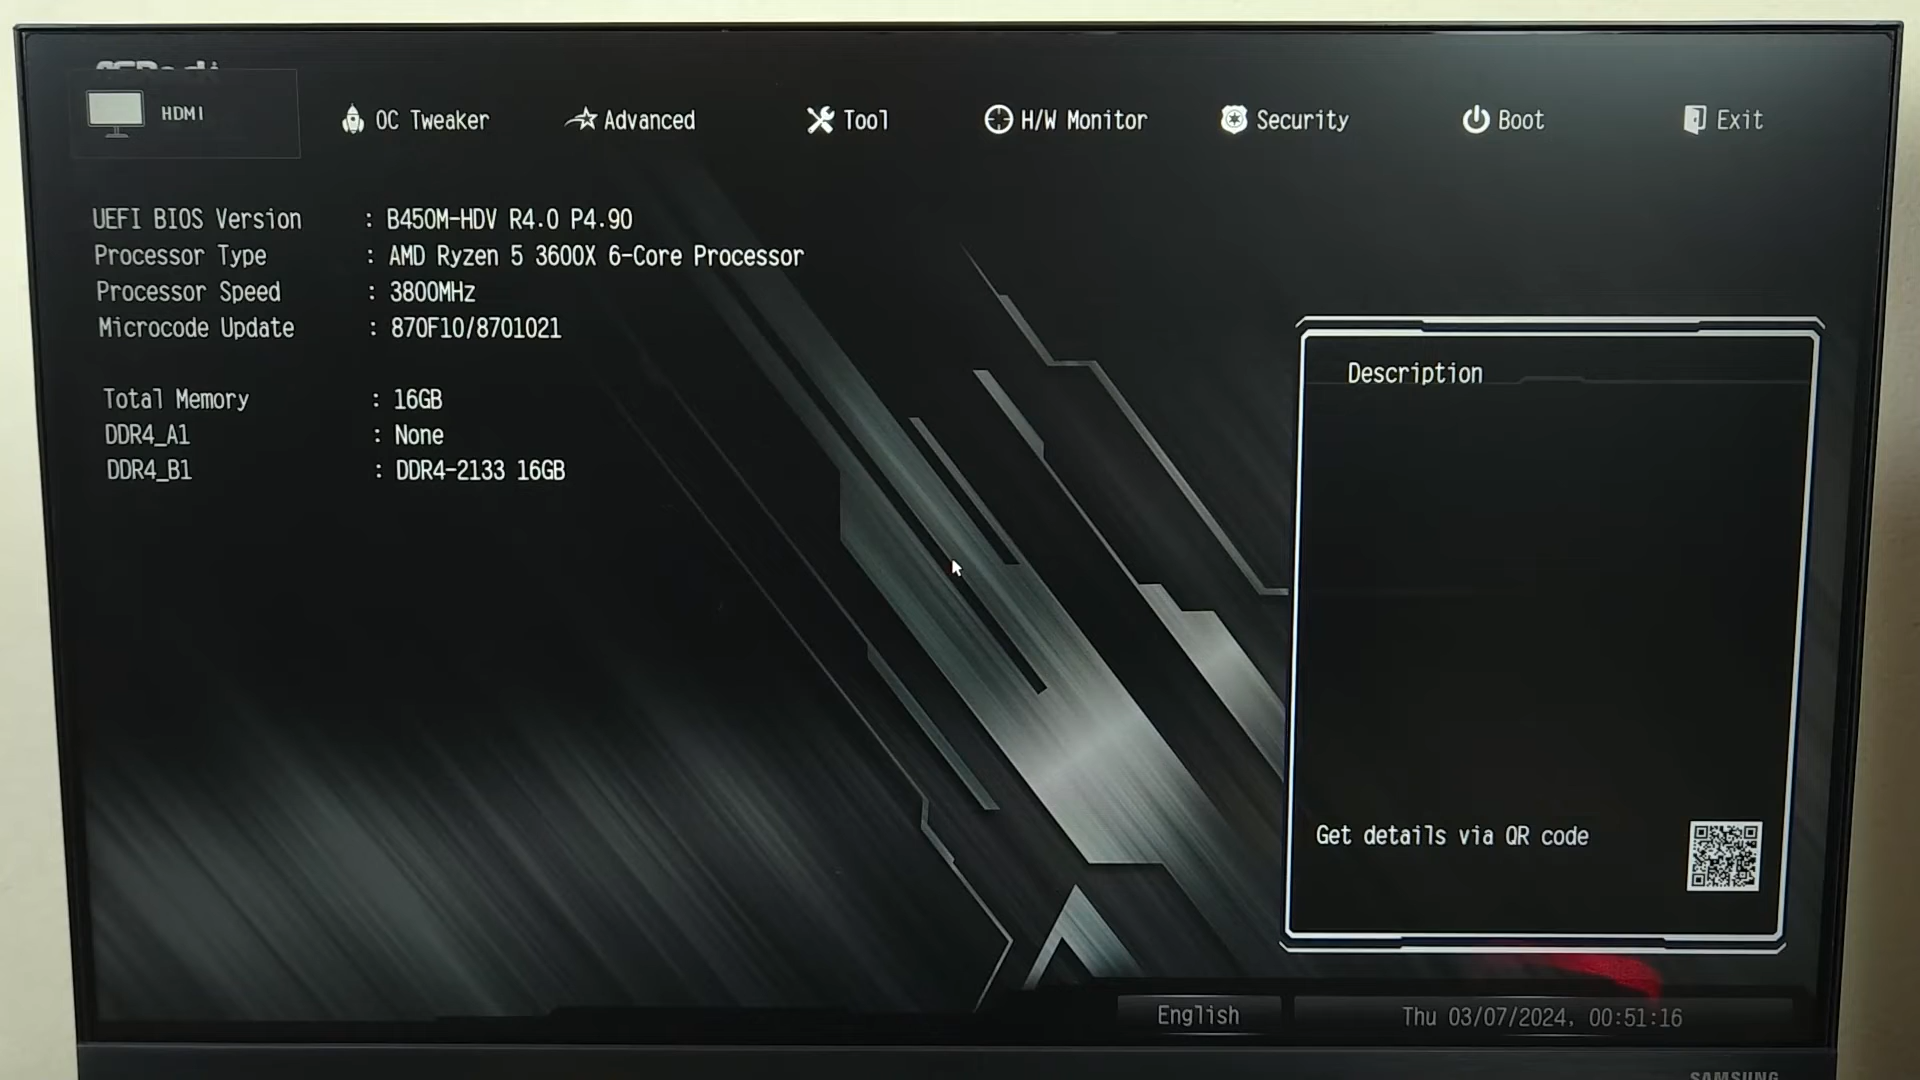 HDMI
OC Tweaker
Advanced
Tool
H/W Monitor
Security
Boot
Exit
UEFI BIOS Version : B450M-HDV R4.0 P4.90
Processor Type : AMD Ryzen 5 3600X 6-Core Processor
Processor Speed : 3800MHz
Microcode Update : 870F10/8701021
Total Memory : 16GB
DDR4_A1 : None
DDR4_B1 : DDR4-2133 16GB
Description
Get details via QR code
English
Thu 03/07/2024, 00:51:16
SAMSUNG